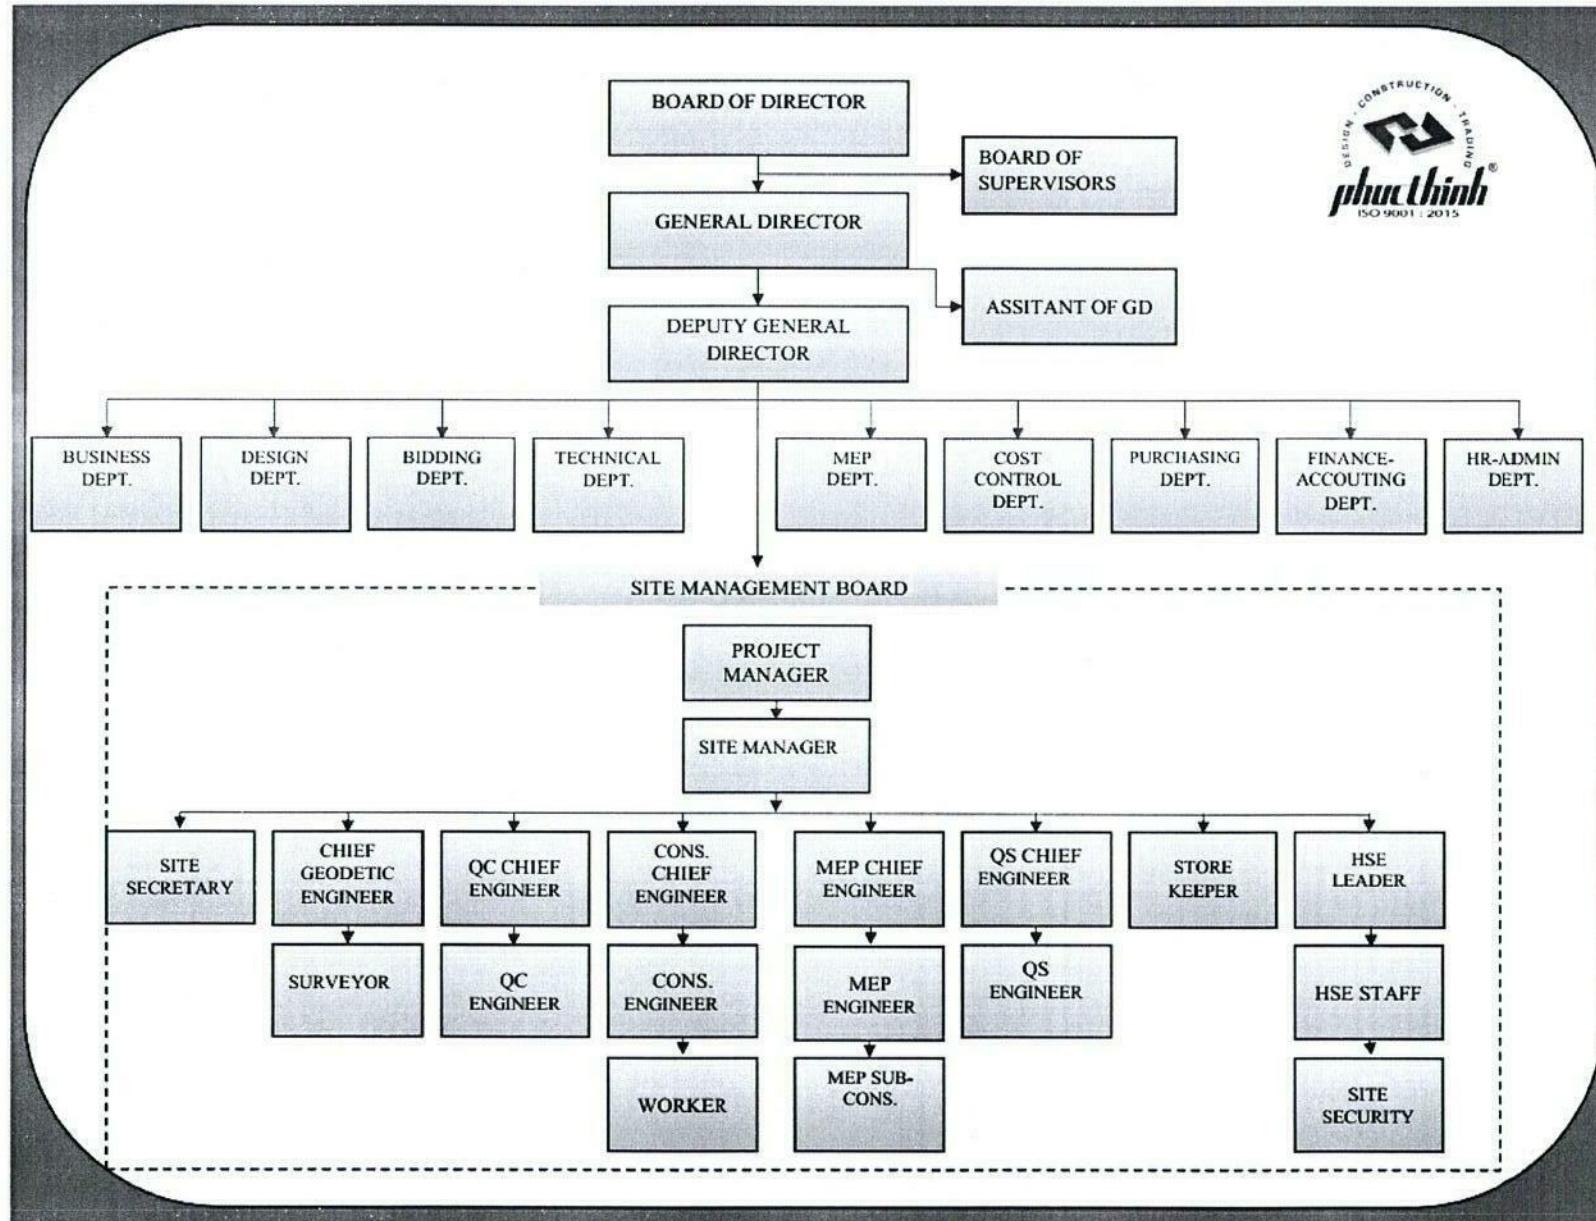 BOARD OF DIRECTOR
DESIGN - CONSTRUCTION - TRADING
phucthinh®
ISO 9001 : 2015
BOARD OF
SUPERVISORS
GENERAL DIRECTOR
ASSITANT OF GD
DEPUTY GENERAL
DIRECTOR
BUSINESS
DEPT.
DESIGN
DEPT.
BIDDING
DEPT.
TECHNICAL
DEPT.
MEP
DEPT.
COST
CONTROL
DEPT.
PURCHASING
DEPT.
FINANCE-
ACCOUTING
DEPT.
HR-ADMIN
DEPT.
SITE MANAGEMENT BOARD
PROJECT
MANAGER
SITE MANAGER
SITE
SECRETARY
CHIEF
GEODETIC
ENGINEER
QC CHIEF
ENGINEER
CONS.
CHIEF
ENGINEER
MEP CHIEF
ENGINEER
QS CHIEF
ENGINEER
STORE
KEEPER
HSE
LEADER
SURVEYOR
QC
ENGINEER
CONS.
ENGINEER
MEP
ENGINEER
QS
ENGINEER
HSE STAFF
WORKER
MEP SUB-
CONS.
SITE
SECURITY